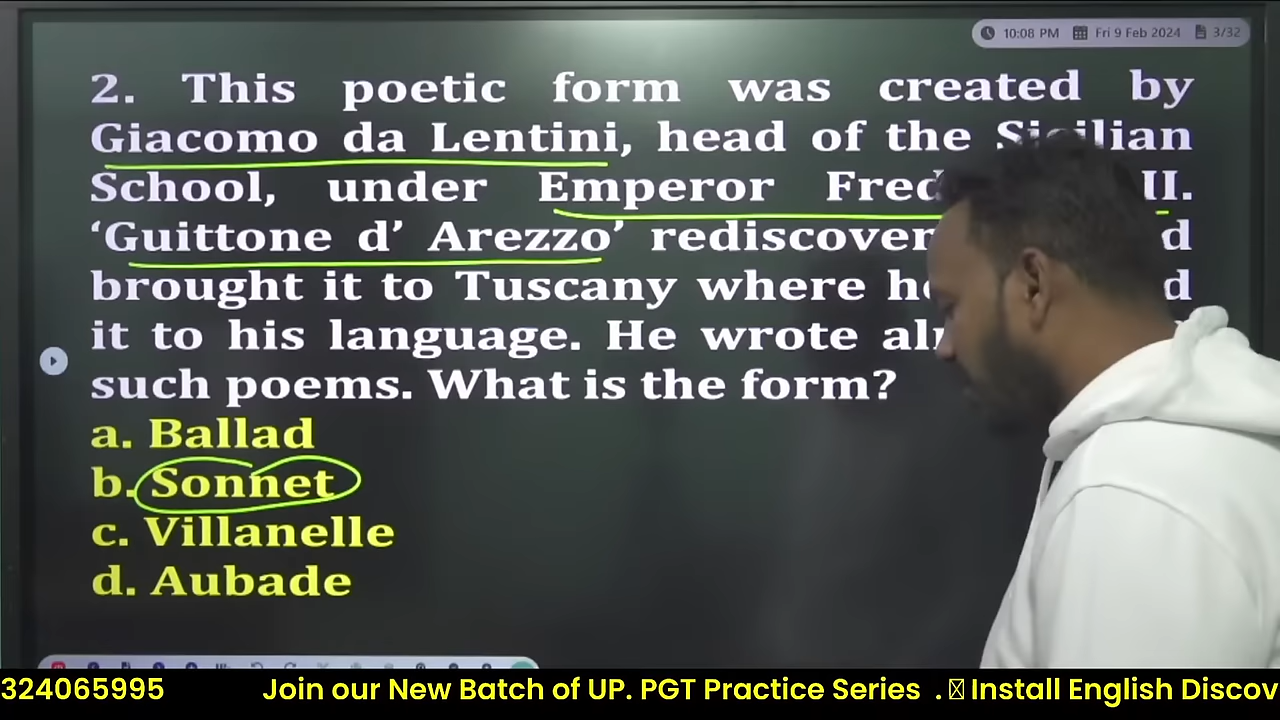 10:08 PM Fri 9 Feb 2024 3/32
2. This poetic form was created by
Giacomo da Lentini, head of the Sicilian
School, under Emperor II.
‘Guittone d’ Arezzo’
brought it to Tuscany where
it to his language. He wrote
such poems. What is the form?
a. Ballad
b. Sonnet
c. Villanelle
d. Aubade
324065995 Join our New Batch of UP. PGT Practice Series . Install English